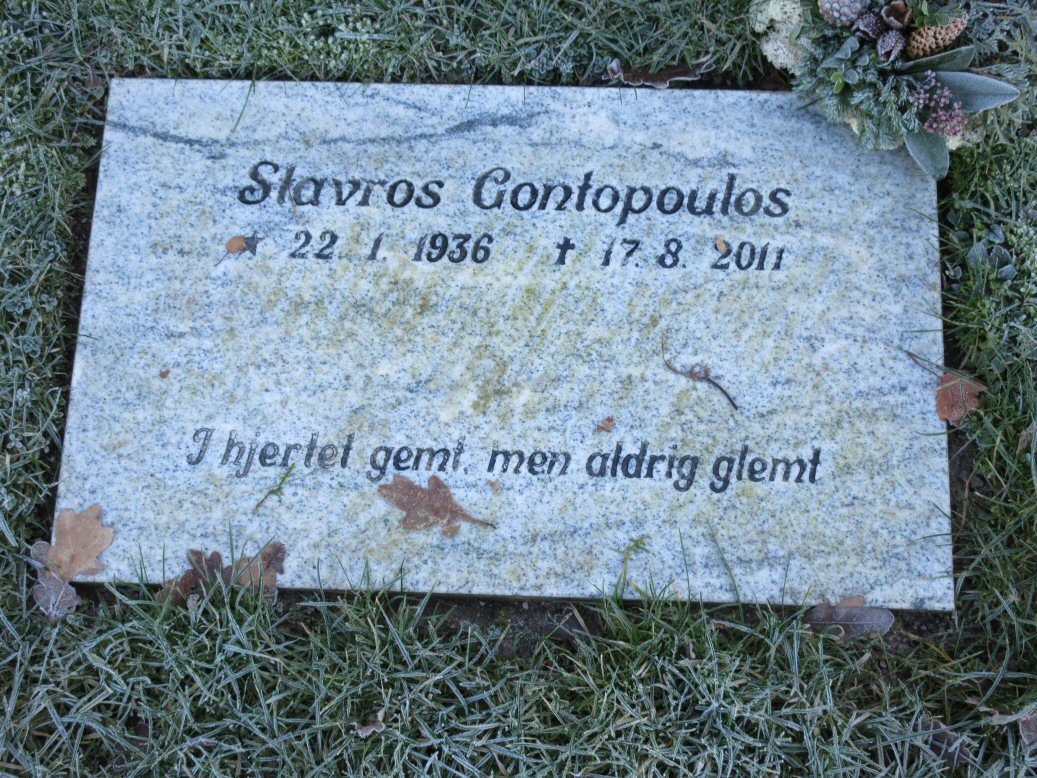 Stavros Gontopoulos
★ 22. 1. 1936 ✝ 17. 8. 2011
I hjertet gemt, men aldrig glemt